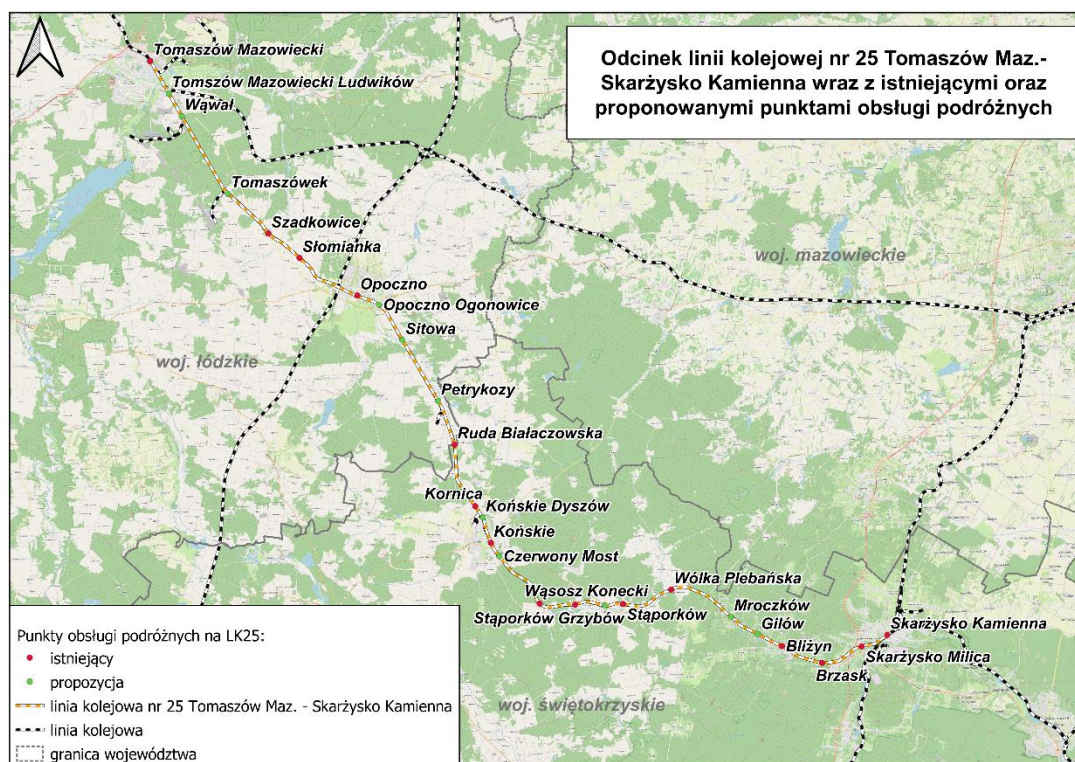 Odcinek linii kolejowej nr 25 Tomaszów Maz.-
Skarżysko Kamienna wraz z istniejącymi oraz
proponowanymi punktami obsługi podróżnych
Tomaszów Mazowiecki
Tomszów Mazowiecki Ludwików
Wąwał
Tomaszówek
Szadkowice
Słomianka
woj. mazowieckie
Opoczno
Opoczno Ogonowice
Sitowa
woj. łódzkie
Petrykozy
Ruda Białaczowska
Kornica
Końskie Dyszów
Końskie
Czerwony Most
Wólka Plebańska
Wąsosz Konecki
Stąporków Grzybów
Stąporków
Mroczków
Gilów
Bliżyn
Skarżysko Kamienna
Skarżysko Milica
Brzask
woj. świętokrzyskie
Punkty obsługi podróżnych na LK25:
istniejący
propozycja
linia kolejowa nr 25 Tomaszów Maz. - Skarżysko Kamienna
linia kolejowa
granica województwa